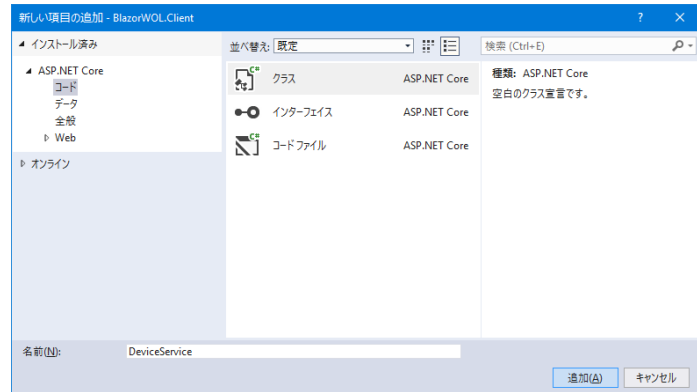 新しい項目の追加 - BlazorWOL.Client ? ×
インストール済み
並べ替え: 既定
検索 (Ctrl+E)
ASP.NET Core
コード
データ
全般
Web
オンライン
C# クラス ASP.NET Core
インターフェイス ASP.NET Core
C# コード ファイル ASP.NET Core
種類: ASP.NET Core
空白のクラス宣言です。
名前(N): DeviceService
追加(A) キャンセル